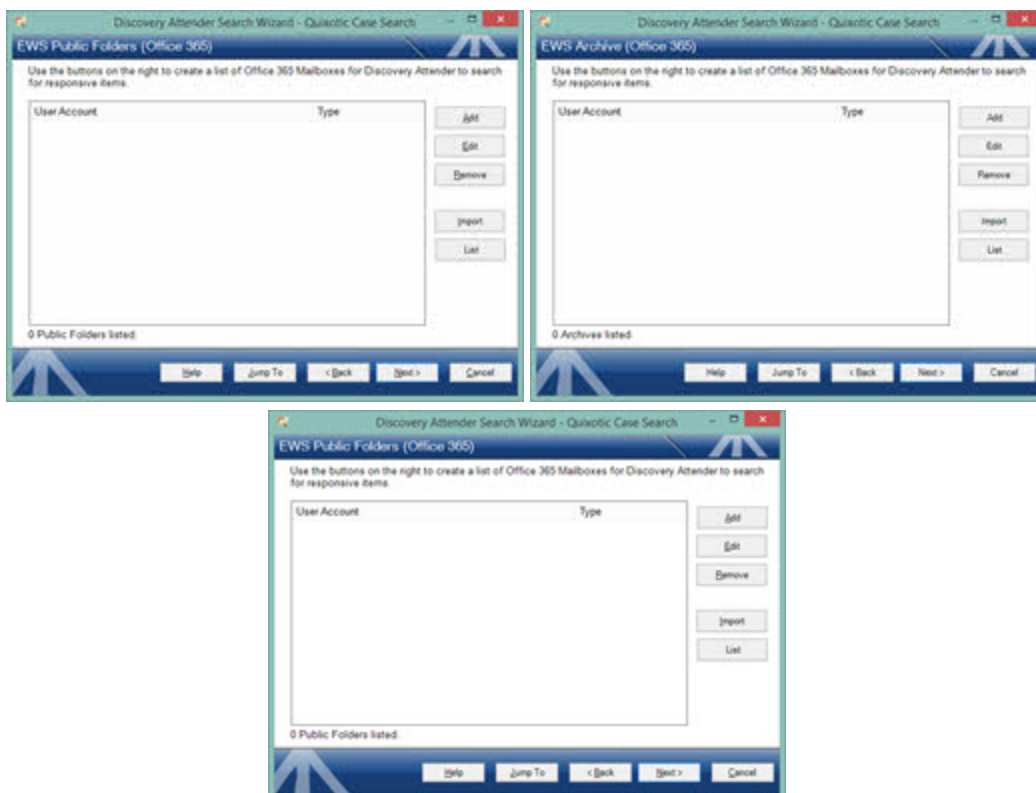 Discovery Attender Search Wizard - Quixotic Case Search
EWS Public Folders (Office 365)
Use the buttons on the right to create a list of Office 365 Mailboxes for Discovery Attender to search
for responsive items.
User Account Type
Add
Edit
Remove
Import
List
0 Public Folders listed.
Help Jump To < Back Next > Cancel
Discovery Attender Search Wizard - Quixotic Case Search
EWS Archive (Office 365)
Use the buttons on the right to create a list of Office 365 Mailboxes for Discovery Attender to search
for responsive items.
User Account Type
Add
Edit
Remove
Import
List
0 Archives listed.
Help Jump To < Back Next > Cancel
Discovery Attender Search Wizard - Quixotic Case Search
EWS Public Folders (Office 365)
Use the buttons on the right to create a list of Office 365 Mailboxes for Discovery Attender to search
for responsive items.
User Account Type
Add
Edit
Remove
Import
List
0 Public Folders listed.
Help Jump To < Back Next > Cancel